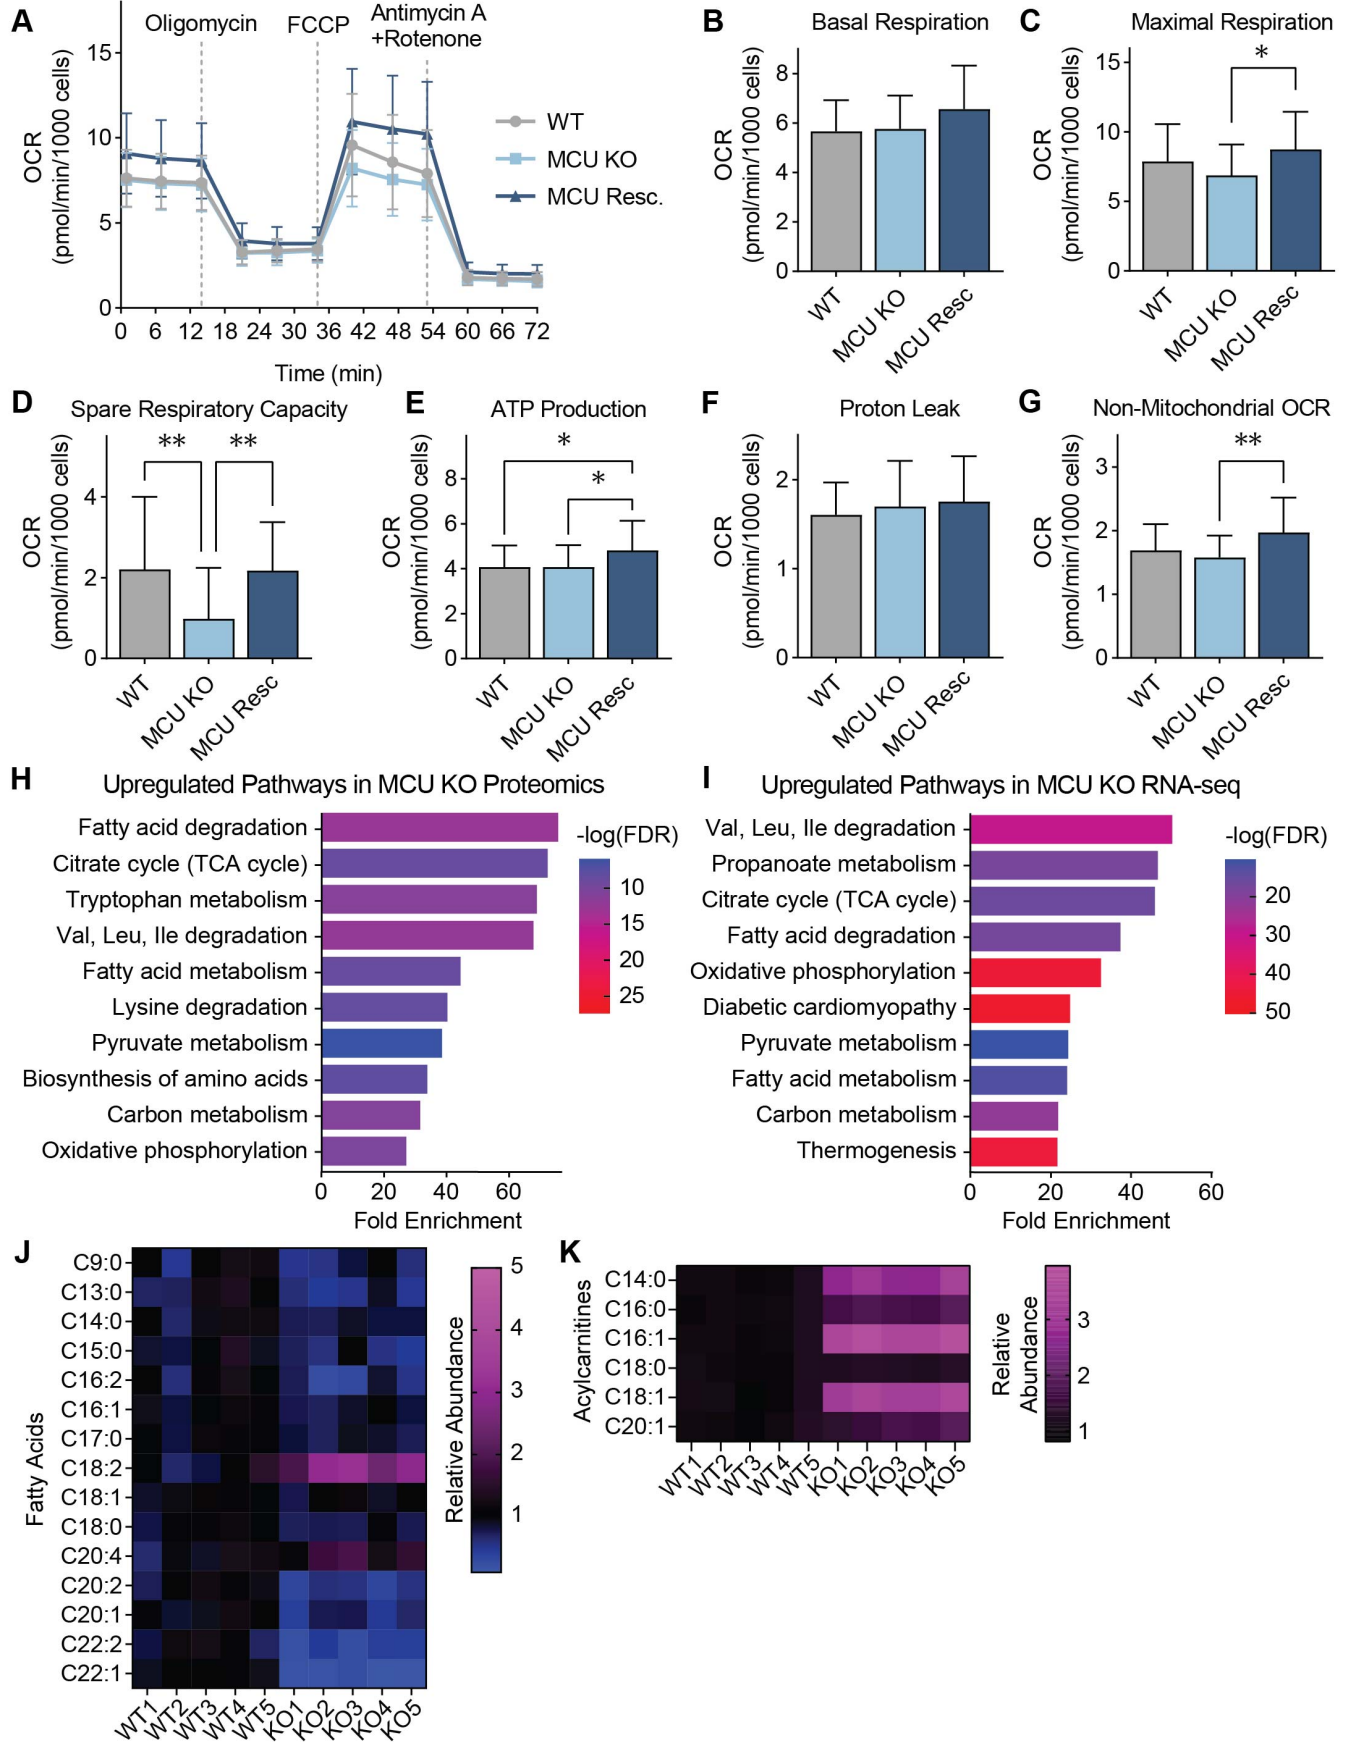 A
Oligomycin
FCCP
Antimycin A
+Rotenone
OCR
(pmol/min/1000 cells)
15
10
5
0
0 6 12 18 24 30 36 42 48 54 60 66 72
Time (min)
WT
MCU KO
MCU Resc.
B
Basal Respiration
OCR
(pmol/min/1000 cells)
8
6
4
2
0
WT
MCU KO
MCU Resc
C
Maximal Respiration
*
OCR
(pmol/min/1000 cells)
15
10
5
0
WT
MCU KO
MCU Resc
D
Spare Respiratory Capacity
** **
OCR
(pmol/min/1000 cells)
4
2
0
WT
MCU KO
MCU Resc
E
ATP Production
*
*
OCR
(pmol/min/1000 cells)
8
6
4
2
0
WT
MCU KO
MCU Resc
F
Proton Leak
OCR
(pmol/min/1000 cells)
2
1
0
WT
MCU KO
MCU Resc
G
Non-Mitochondrial OCR
**
OCR
(pmol/min/1000 cells)
3
2
1
0
WT
MCU KO
MCU Resc
H
Upregulated Pathways in MCU KO Proteomics
Fatty acid degradation
Citrate cycle (TCA cycle)
Tryptophan metabolism
Val, Leu, Ile degradation
Fatty acid metabolism
Lysine degradation
Pyruvate metabolism
Biosynthesis of amino acids
Carbon metabolism
Oxidative phosphorylation
0 20 40 60
Fold Enrichment
-log(FDR)
10
15
20
25
I
Upregulated Pathways in MCU KO RNA-seq
Val, Leu, Ile degradation
Propanoate metabolism
Citrate cycle (TCA cycle)
Fatty acid degradation
Oxidative phosphorylation
Diabetic cardiomyopathy
Pyruvate metabolism
Fatty acid metabolism
Carbon metabolism
Thermogenesis
0 20 40 60
Fold Enrichment
-log(FDR)
20
30
40
50
J
Fatty Acids
C9:0
C13:0
C14:0
C15:0
C16:2
C16:1
C17:0
C18:2
C18:1
C18:0
C20:4
C20:2
C20:1
C22:2
C22:1
WT1 WT2 WT3 WT4 WT5 KO1 KO2 KO3 KO4 KO5
Relative Abundance
5
4
3
2
1
K
Acylcarnitines
C14:0
C16:0
C16:1
C18:0
C18:1
C20:1
WT1 WT2 WT3 WT4 WT5 KO1 KO2 KO3 KO4 KO5
Relative
Abundance
3
2
1